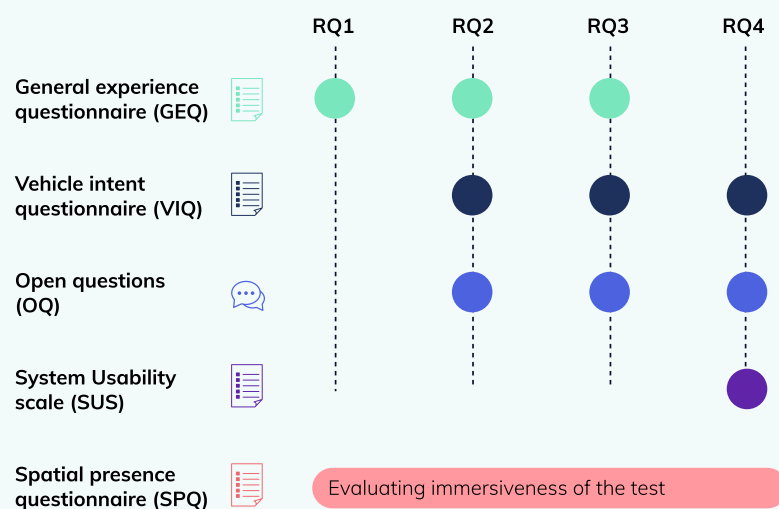 RQ1 RQ2 RQ3 RQ4
General experience
questionnaire (GEQ)
Vehicle intent
questionnaire (VIQ)
Open questions
(OQ)
System Usability
scale (SUS)
Spatial presence
questionnaire (SPQ)
Evaluating immersiveness of the test